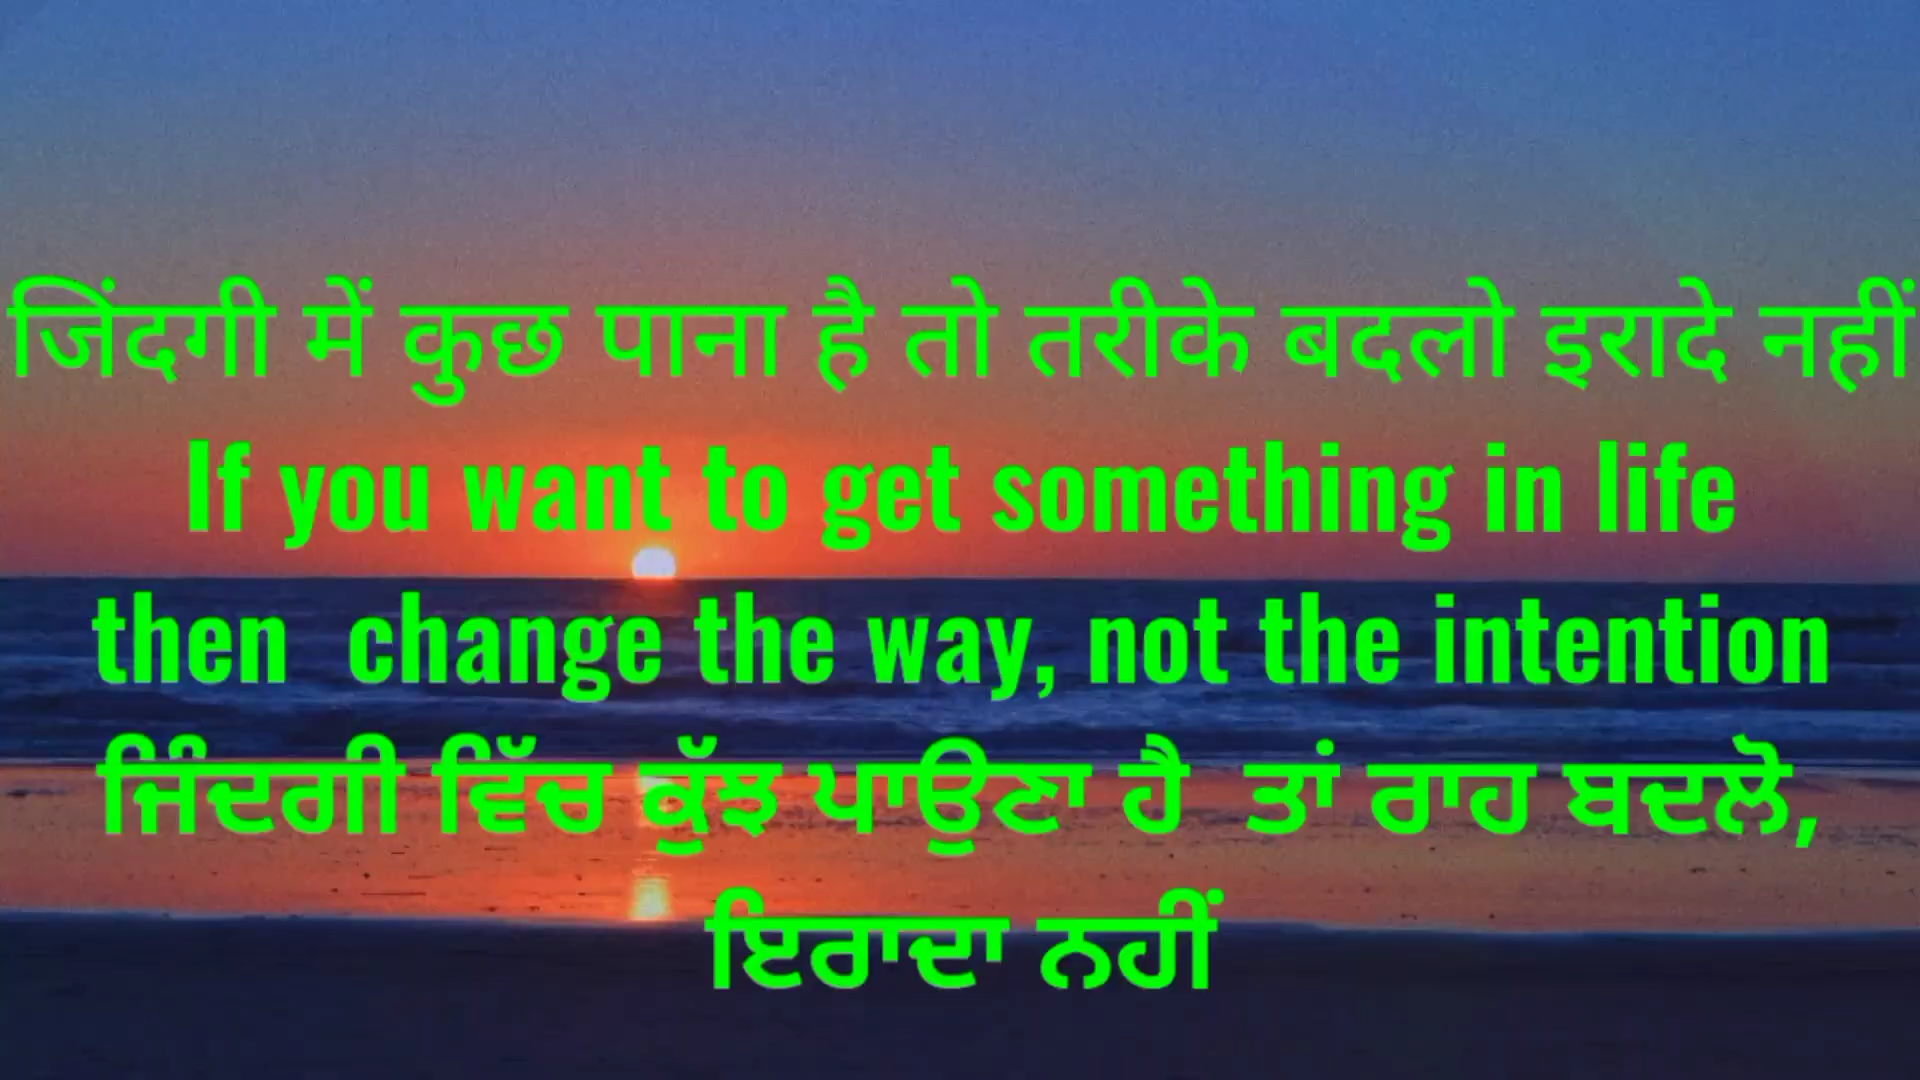 जिंदगी में कुछ पाना है तो तरीके बदलो इरादे नहीं
If you want to get something in life
then  change the way, not the intention
ਜਿੰਦਗੀ ਵਿੱਚ ਕੁੱਝ ਪਾਉਣਾ ਹੈ  ਤਾਂ ਰਾਹ ਬਦਲੋ,
ਇਰਾਦਾ ਨਹੀਂ